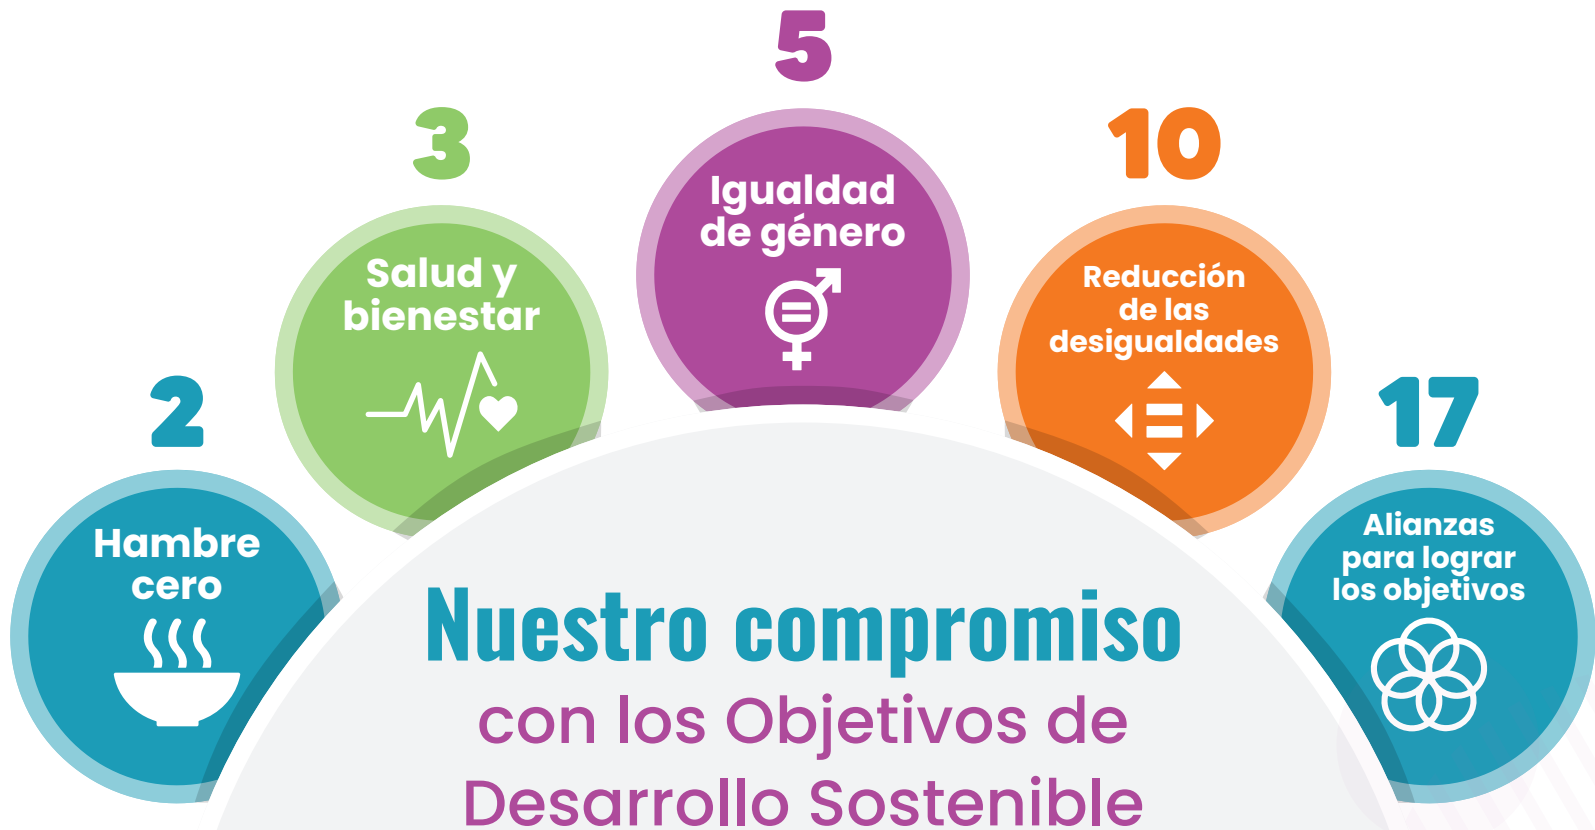 2
Hambre
cero
3
Salud y
bienestar
5
Igualdad
de género
10
Reducción
de las
desigualdades
17
Alianzas
para lograr
los objetivos
Nuestro compromiso
con los Objetivos de
Desarrollo Sostenible